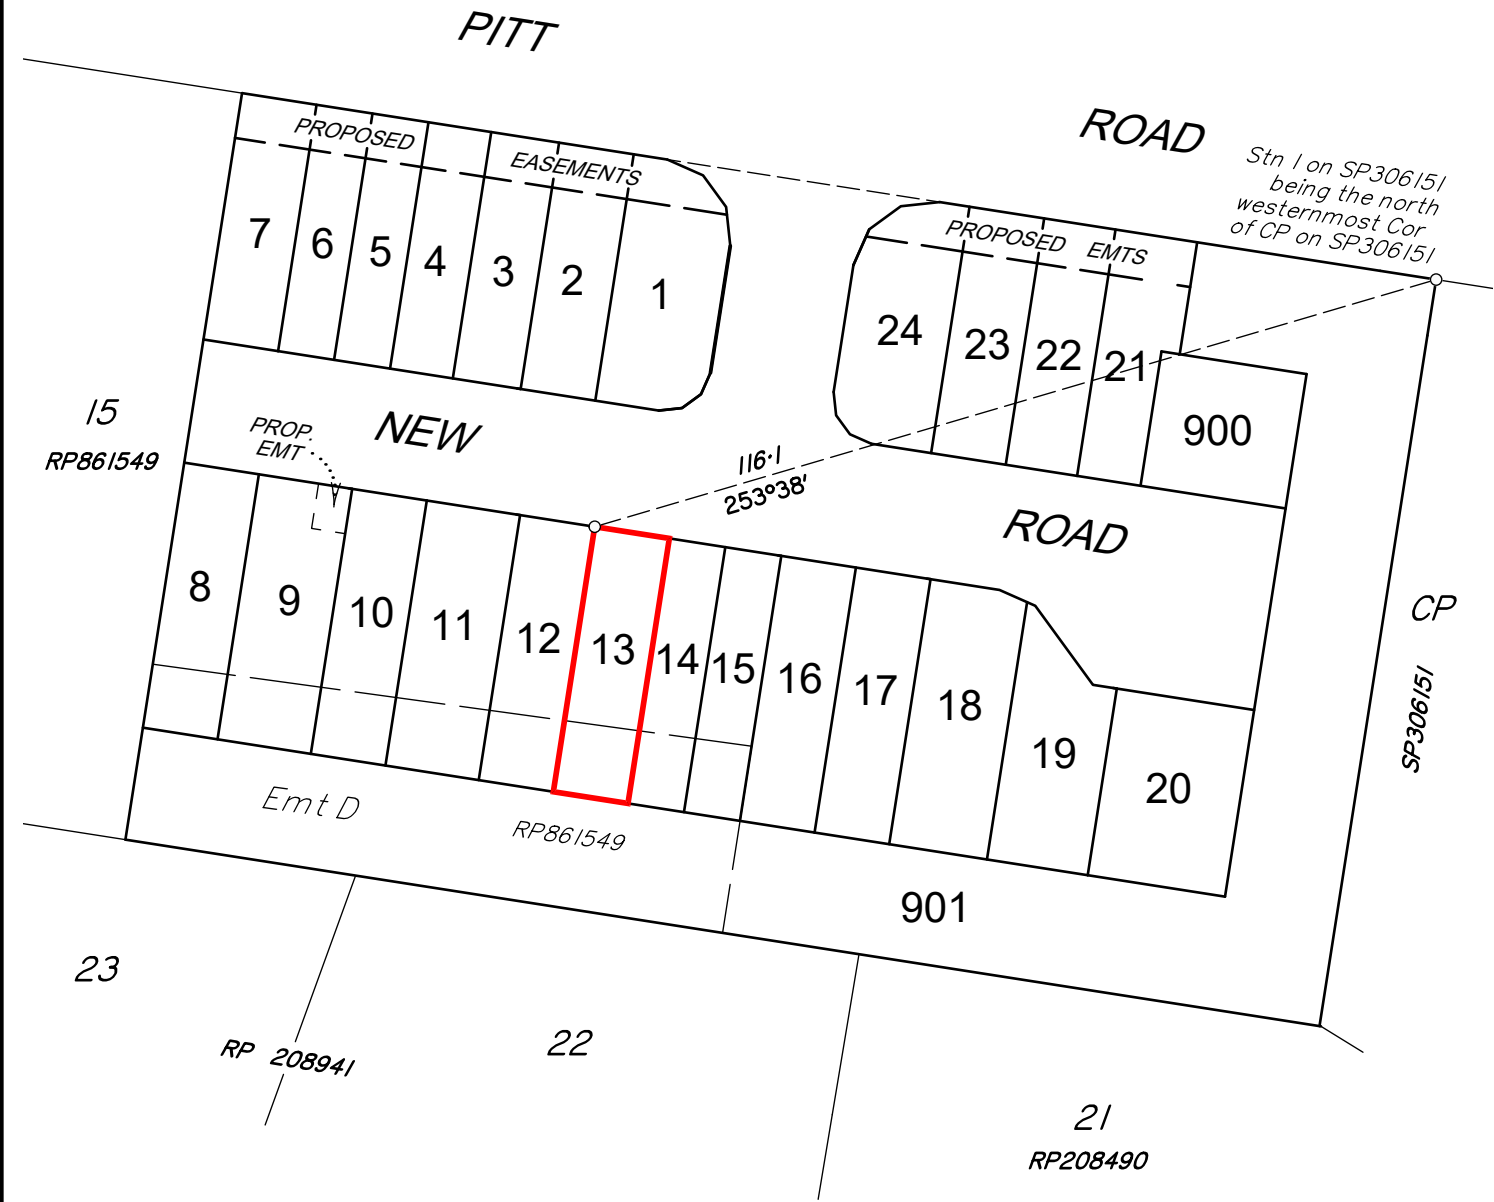 PITT
ROAD
Stn 1 on SP306151
being the north
westernmost Cor
of CP on SP306151
PROPOSED
EASEMENTS
PROPOSED EMTS
7
6
5
4
3
2
1
24
23
22
21
900
15
RP861549
NEW
PROP.
EMT
116·1
253°38'
ROAD
8
9
10
11
12
13
14
15
16
17
18
19
20
CP
SP306151
Emt D
RP861549
901
23
RP 208941
22
21
RP208490